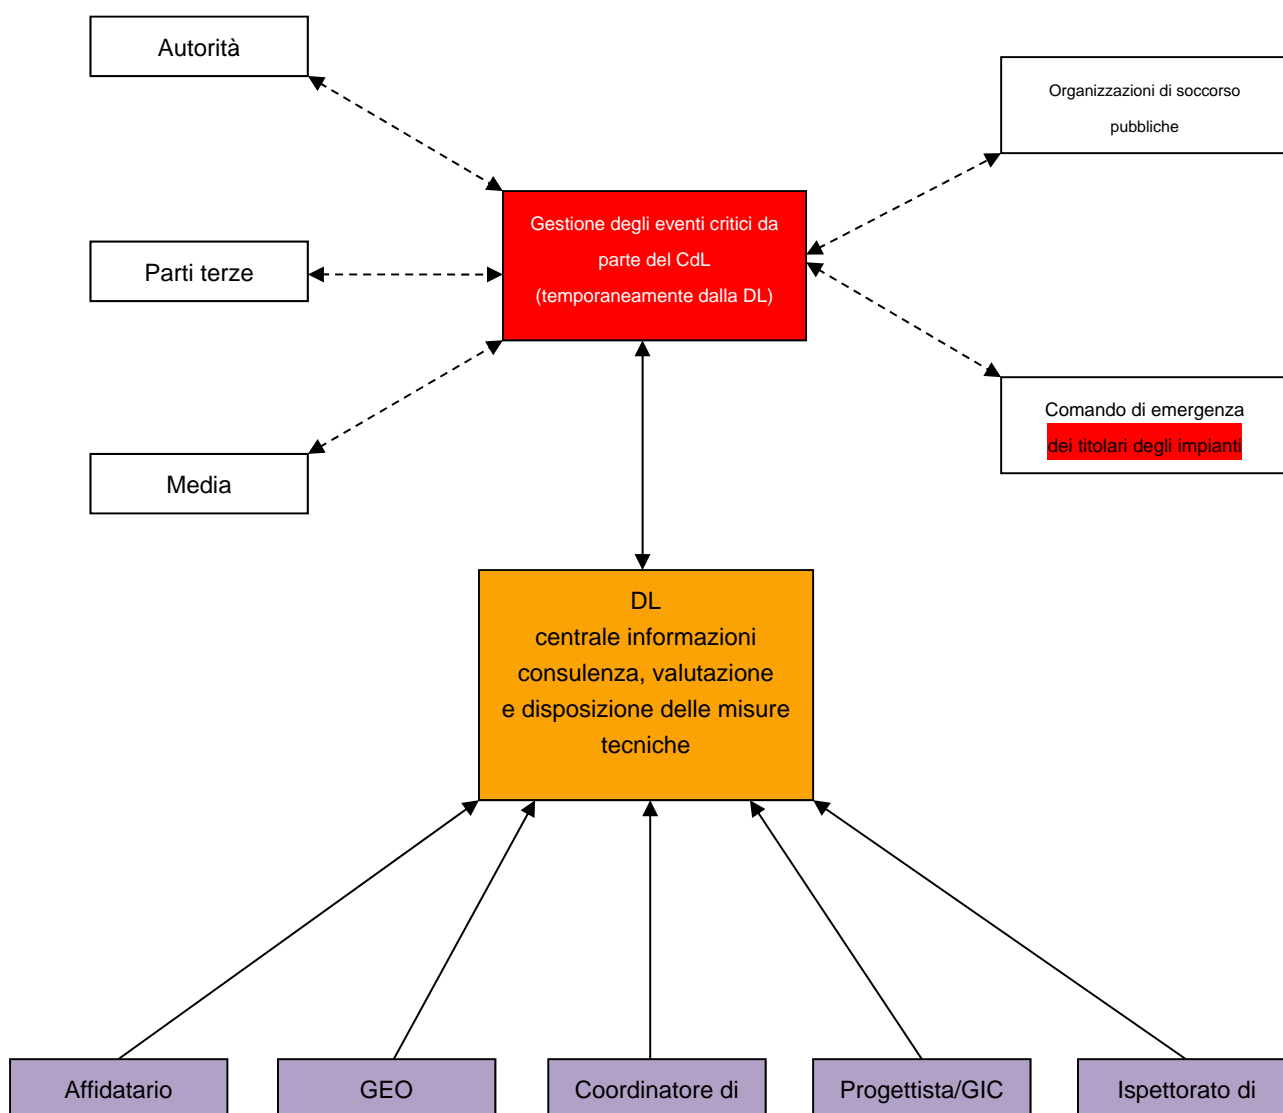 Autorità
Organizzazioni di soccorso
pubbliche
Gestione degli eventi critici da
parte del CdL
(temporaneamente dalla DL)
Parti terze
Comando di emergenza
dei titolari degli impianti
Media
DL
centrale informazioni
consulenza, valutazione
e disposizione delle misure
tecniche
Affidatario
GEO
Coordinatore di
Progettista/GIC
Ispettorato di